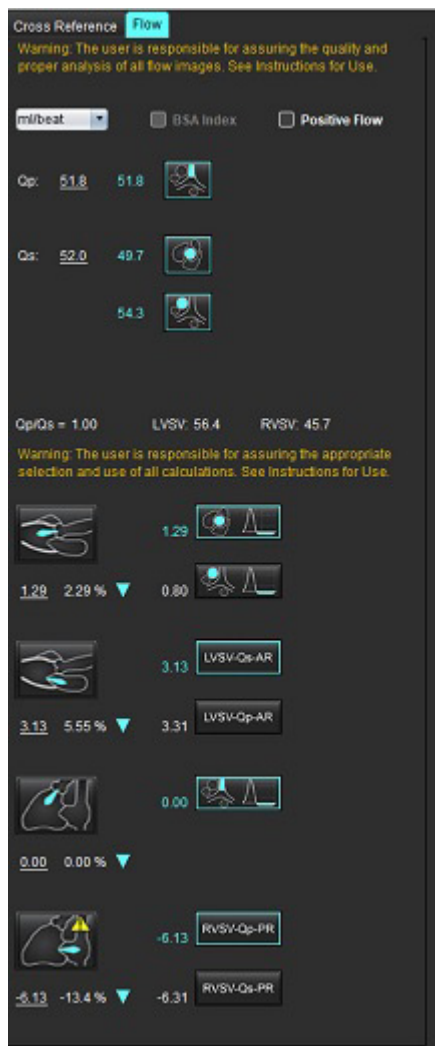 Cross Reference Flow
Warning: The user is responsible for assuring the quality and
proper analysis of all flow images. See Instructions for Use.
ml/beat BSA Index Positive Flow
Qp: 51.8 51.8
Qs: 52.0 49.7
54.3
Qp/Qs = 1.00 LVSV: 56.4 RVSV: 45.7
Warning: The user is responsible for assuring the appropriate
selection and use of all calculations. See Instructions for Use.
1.29
1.29 2.29 % 0.80
3.13 LVSV-Qs-AR
3.13 5.55 % 3.31 LVSV-Qp-AR
0.00
0.00 0.00 %
-6.13 RVSV-Qp-PR
-6.13 -13.4 % -6.31 RVSV-Qs-PR